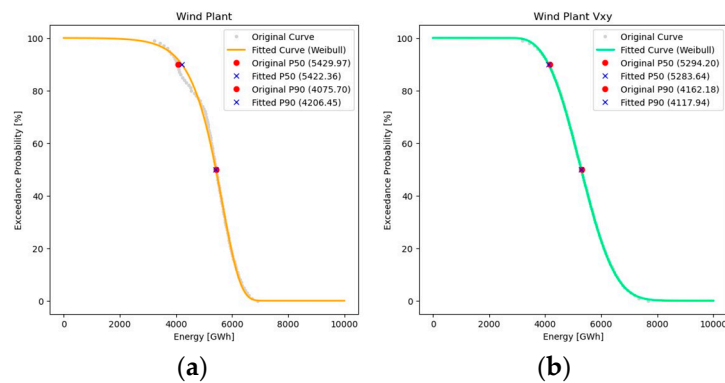 Wind Plant
Original Curve
Fitted Curve (Weibull)
Original P50 (5429.97)
Fitted P50 (5422.36)
Original P90 (4075.70)
Fitted P90 (4206.45)
100
80
60
40
20
0
Exceedance Probability [%]
0 2000 4000 6000 8000 10000
Energy [GWh]
(a)
Wind Plant Vxy
Original Curve
Fitted Curve (Weibull)
Original P50 (5294.20)
Fitted P50 (5283.64)
Original P90 (4162.18)
Fitted P90 (4117.94)
100
80
60
40
20
0
Exceedance Probability [%]
0 2000 4000 6000 8000 10000
Energy [GWh]
(b)